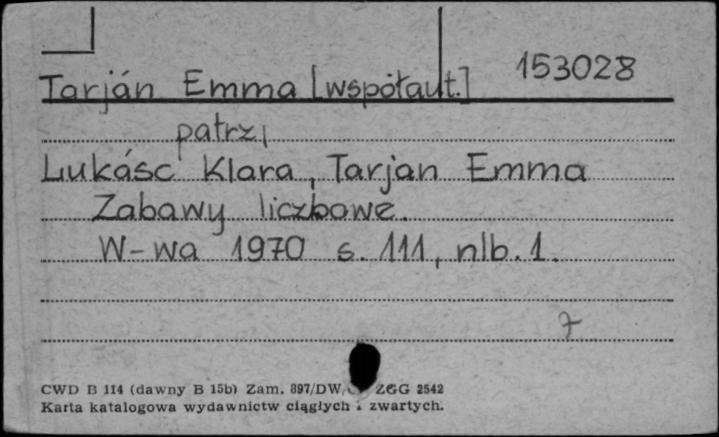 Tarján Emma [współaut.] 153028
patrz,
Lukásc Klara, Tarjan Emma
Zabawy liczbowe.
W-wa 1970 s. 111, nlb. 1.
7
CWD B 114 (dawny B 15b) Zam. 897/DW, ZGG 2542
Karta katalogowa wydawnictw ciągłych i zwartych.